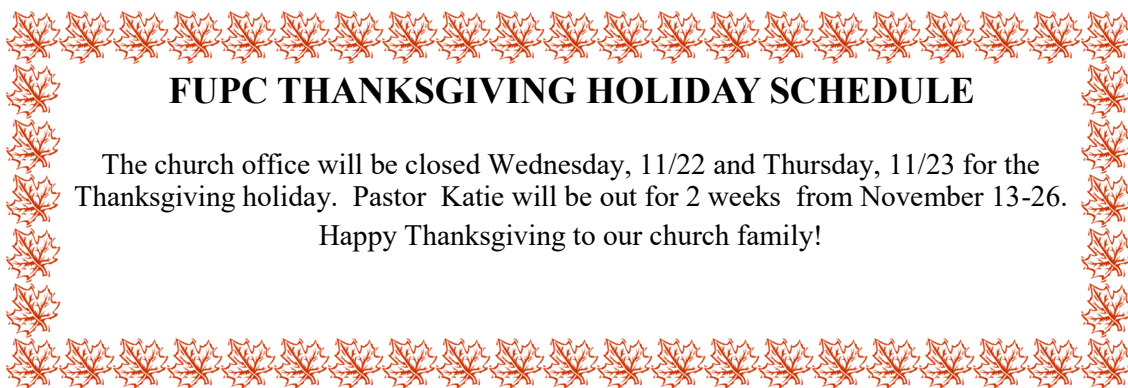 FUPC THANKSGIVING HOLIDAY SCHEDULE
The church office will be closed Wednesday, 11/22 and Thursday, 11/23 for the
Thanksgiving holiday.  Pastor  Katie will be out for 2 weeks  from November 13-26.
Happy Thanksgiving to our church family!